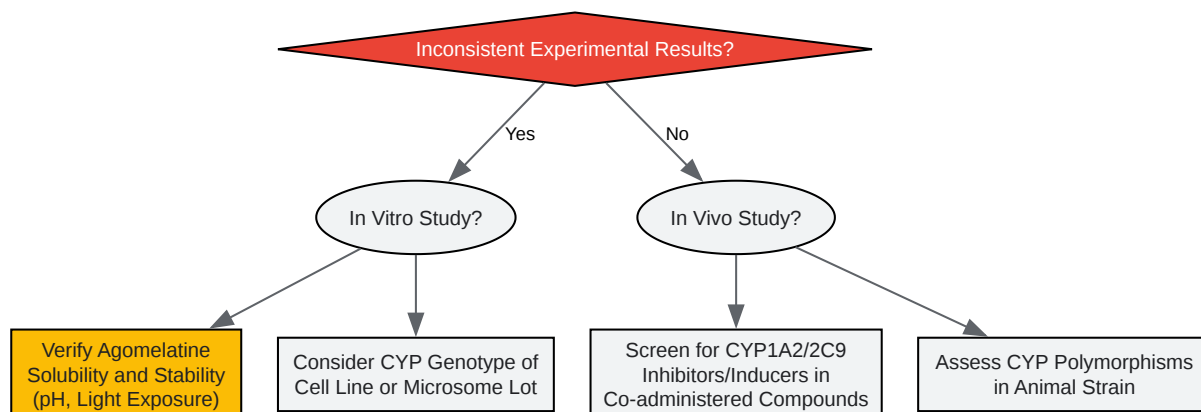 Inconsistent Experimental Results?
Yes
No
In Vitro Study?
In Vivo Study?
Verify Agomelatine
Solubility and Stability
(pH, Light Exposure)
Consider CYP Genotype of
Cell Line or Microsome Lot
Screen for CYP1A2/2C9
Inhibitors/Inducers in
Co-administered Compounds
Assess CYP Polymorphisms
in Animal Strain